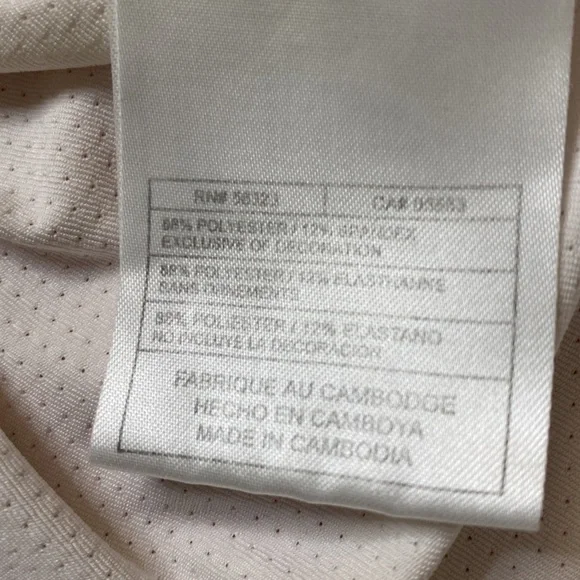 RN# 56323 CA# 05553
88% POLYESTER / 12% SPANDEX
EXCLUSIVE OF DECORATION
88% POLYESTER / 12% ELASTHANNE
SANS ORNEMENTS
88% POLIESTER / 12% ELASTANO
NO INCLUYE LA DECORACION
FABRIQUE AU CAMBODGE
HECHO EN CAMBOYA
MADE IN CAMBODIA